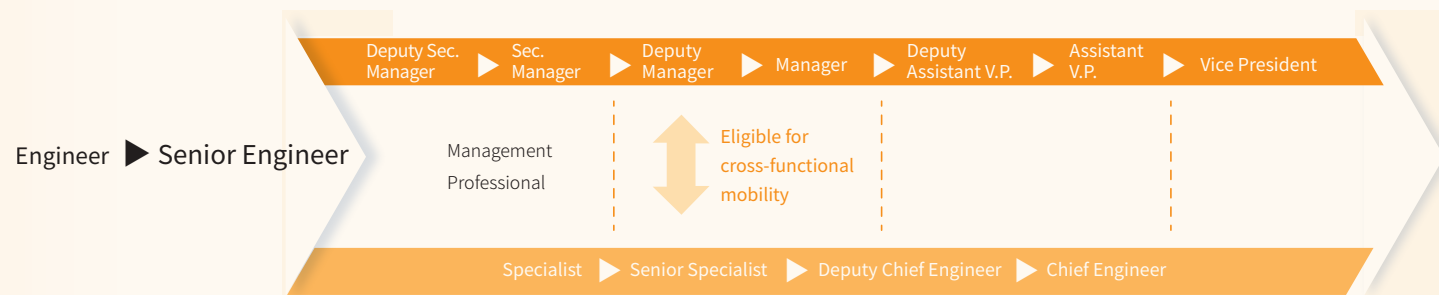 Deputy Sec.
Manager
Sec.
Manager
Deputy
Manager
Manager
Deputy
Assistant V.P.
Assistant
V.P.
Vice President
Engineer
Senior Engineer
Management
Professional
Eligible for
cross-functional
mobility
Specialist
Senior Specialist
Deputy Chief Engineer
Chief Engineer